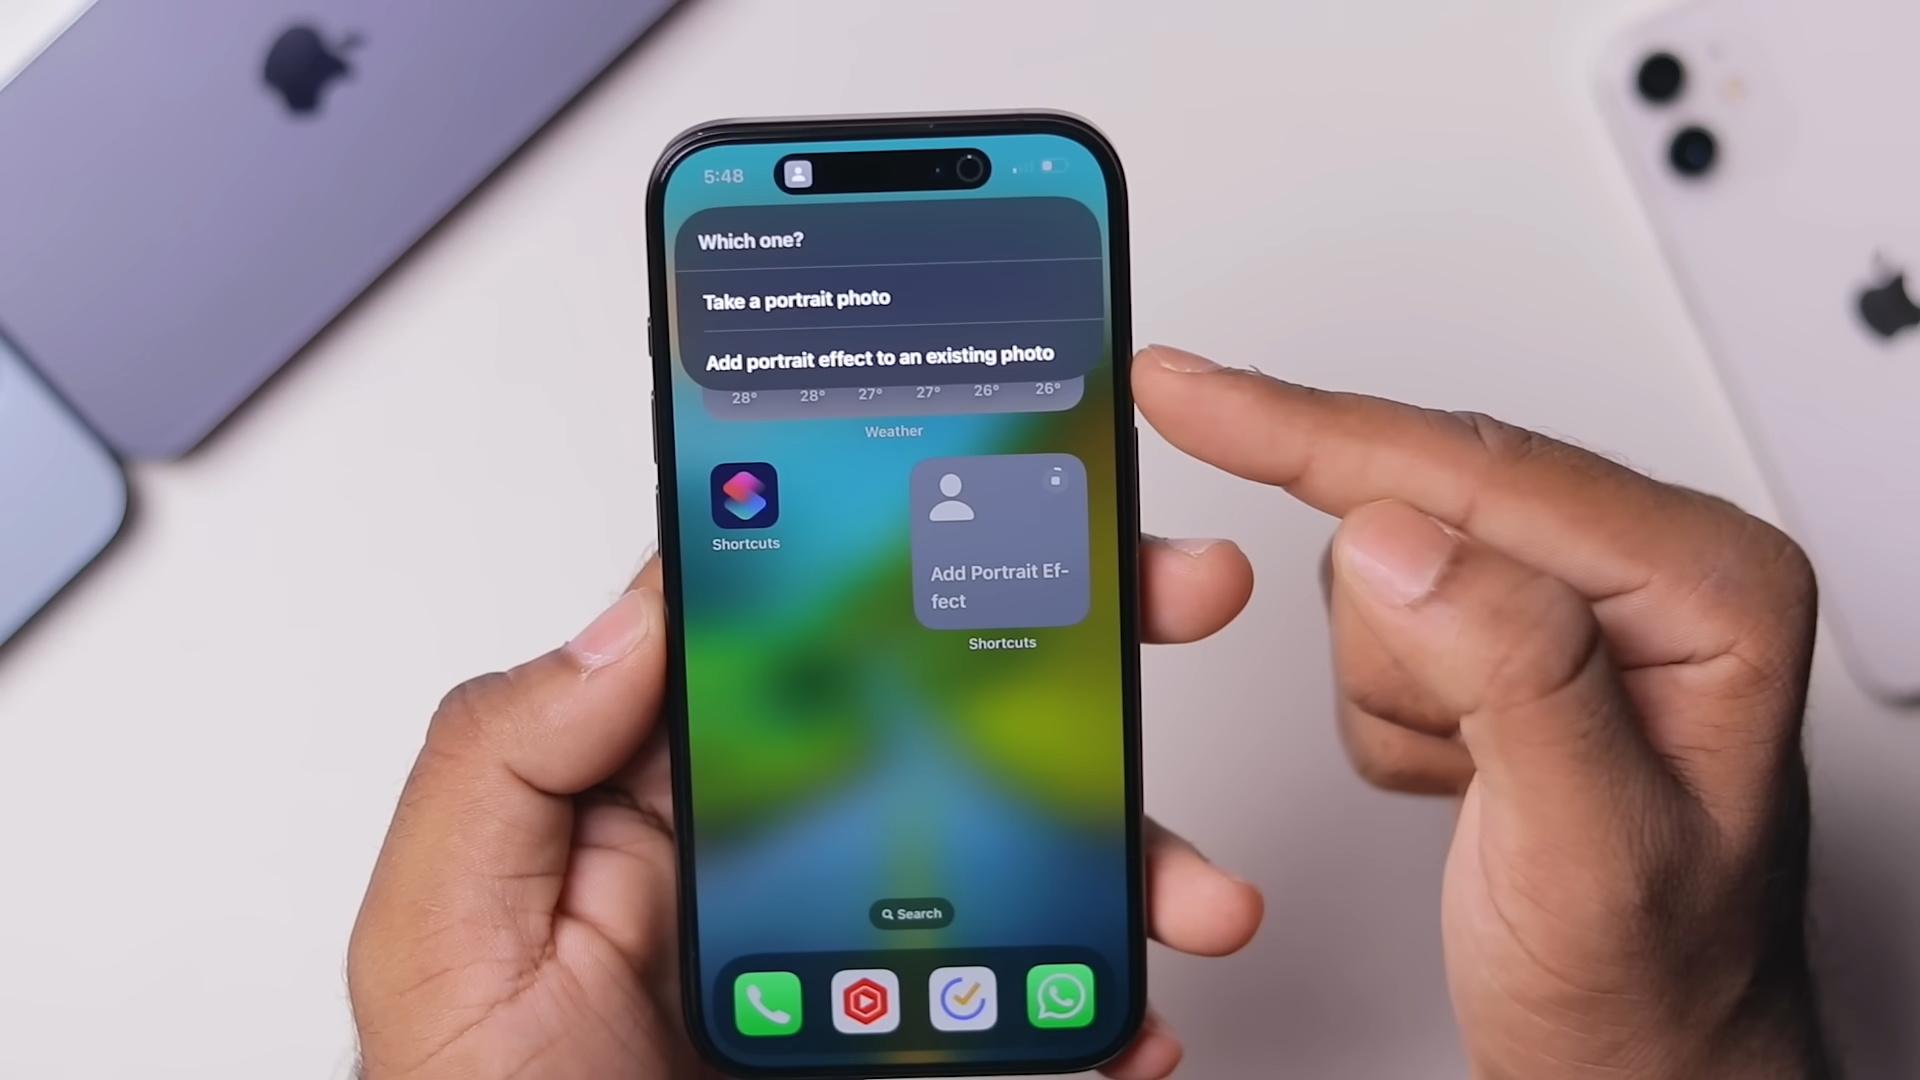 5:48
Which one?
Take a portrait photo
Add portrait effect to an existing photo
28° 28° 27° 27° 26° 26°
Weather
Shortcuts
Add Portrait Ef-
fect
Shortcuts
Search